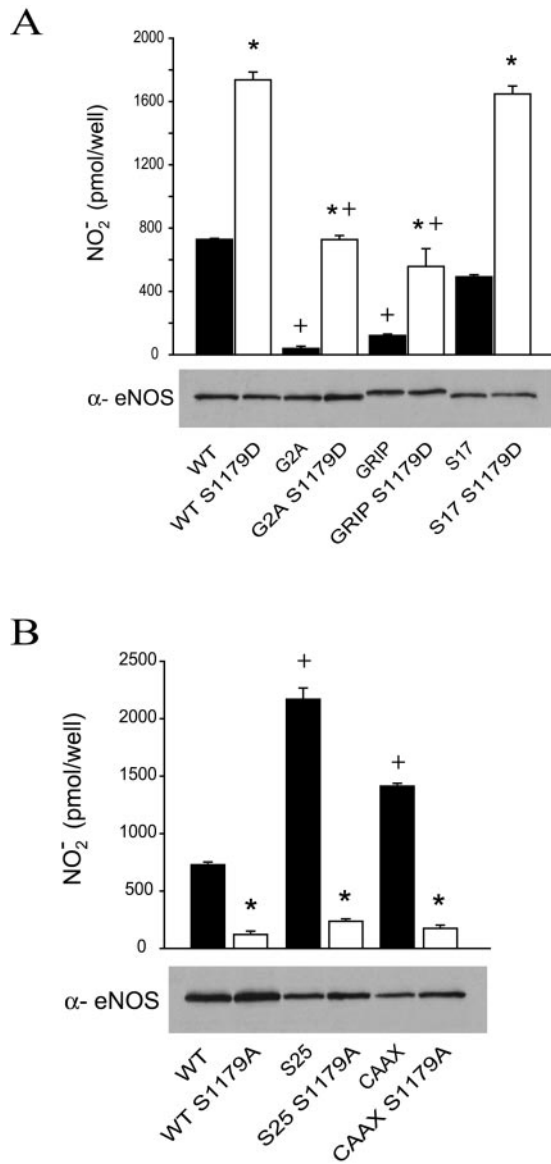 A
NO₂⁻ (pmol/well)
2000
1600
1200
800
400
0
*
+
*+
+
*+
*
α- eNOS
WT
WT S1179D
G2A
G2A S1179D
GRIP
GRIP S1179D
S17
S17 S1179D
B
NO₂⁻ (pmol/well)
2500
2000
1500
1000
500
0
*
+
*
+
*
α- eNOS
WT
WT S1179A
S25
S25 S1179A
CAAX
CAAX S1179A